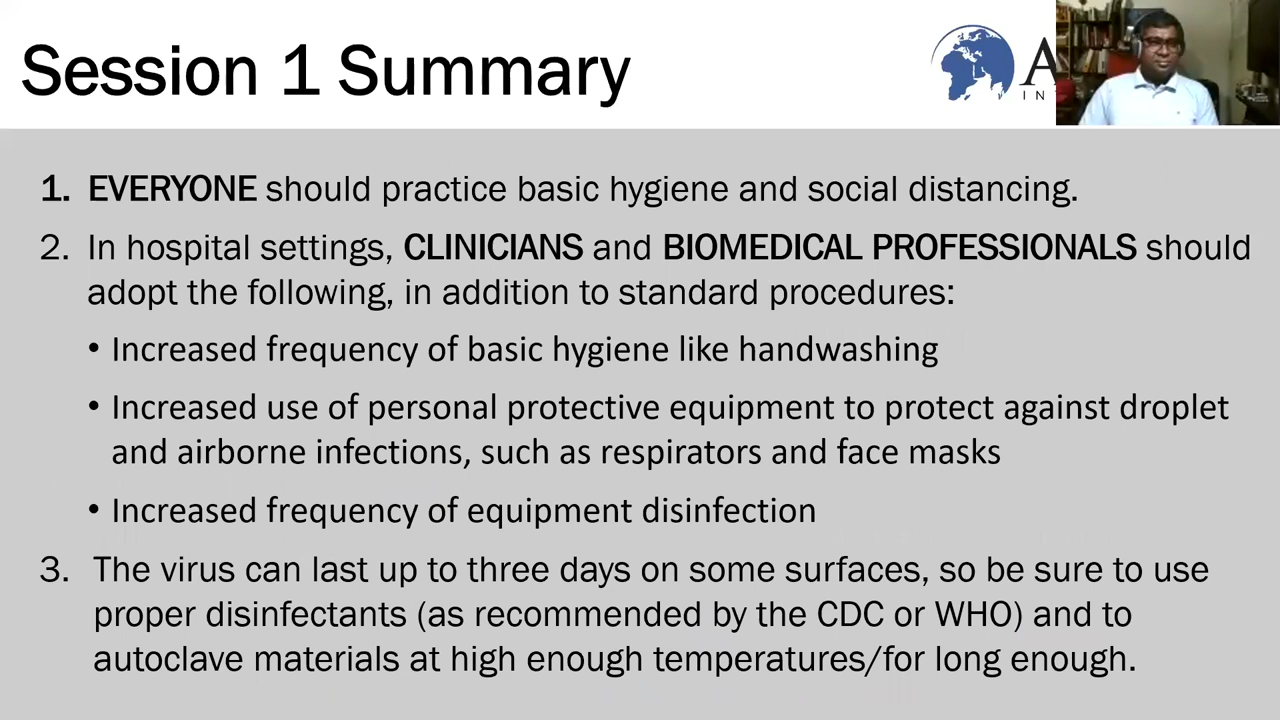 Session 1 Summary
A
IN
1. EVERYONE should practice basic hygiene and social distancing.
2. In hospital settings, CLINICIANS and BIOMEDICAL PROFESSIONALS should
adopt the following, in addition to standard procedures:
• Increased frequency of basic hygiene like handwashing
• Increased use of personal protective equipment to protect against droplet
and airborne infections, such as respirators and face masks
• Increased frequency of equipment disinfection
3. The virus can last up to three days on some surfaces, so be sure to use
proper disinfectants (as recommended by the CDC or WHO) and to
autoclave materials at high enough temperatures/for long enough.